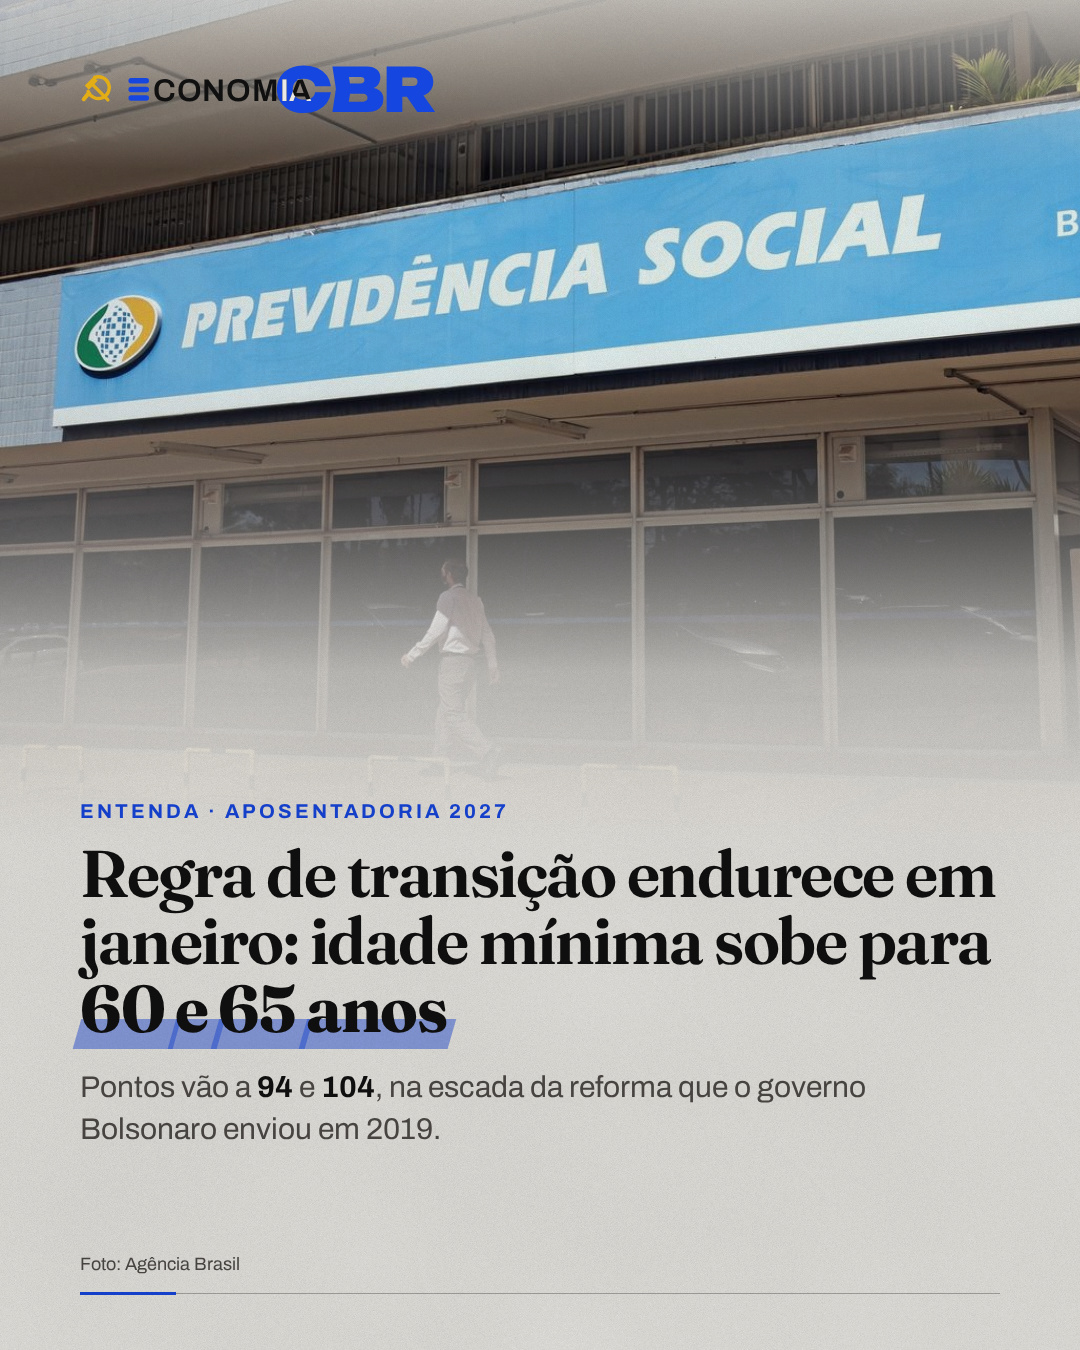 ECONOMIA CBR
PREVIDÊNCIA SOCIAL
B
ENTENDA · APOSENTADORIA 2027
Regra de transição endurece em
janeiro: idade mínima sobe para
60 e 65 anos
Pontos vão a 94 e 104, na escada da reforma que o governo
Bolsonaro enviou em 2019.
Foto: Agência Brasil